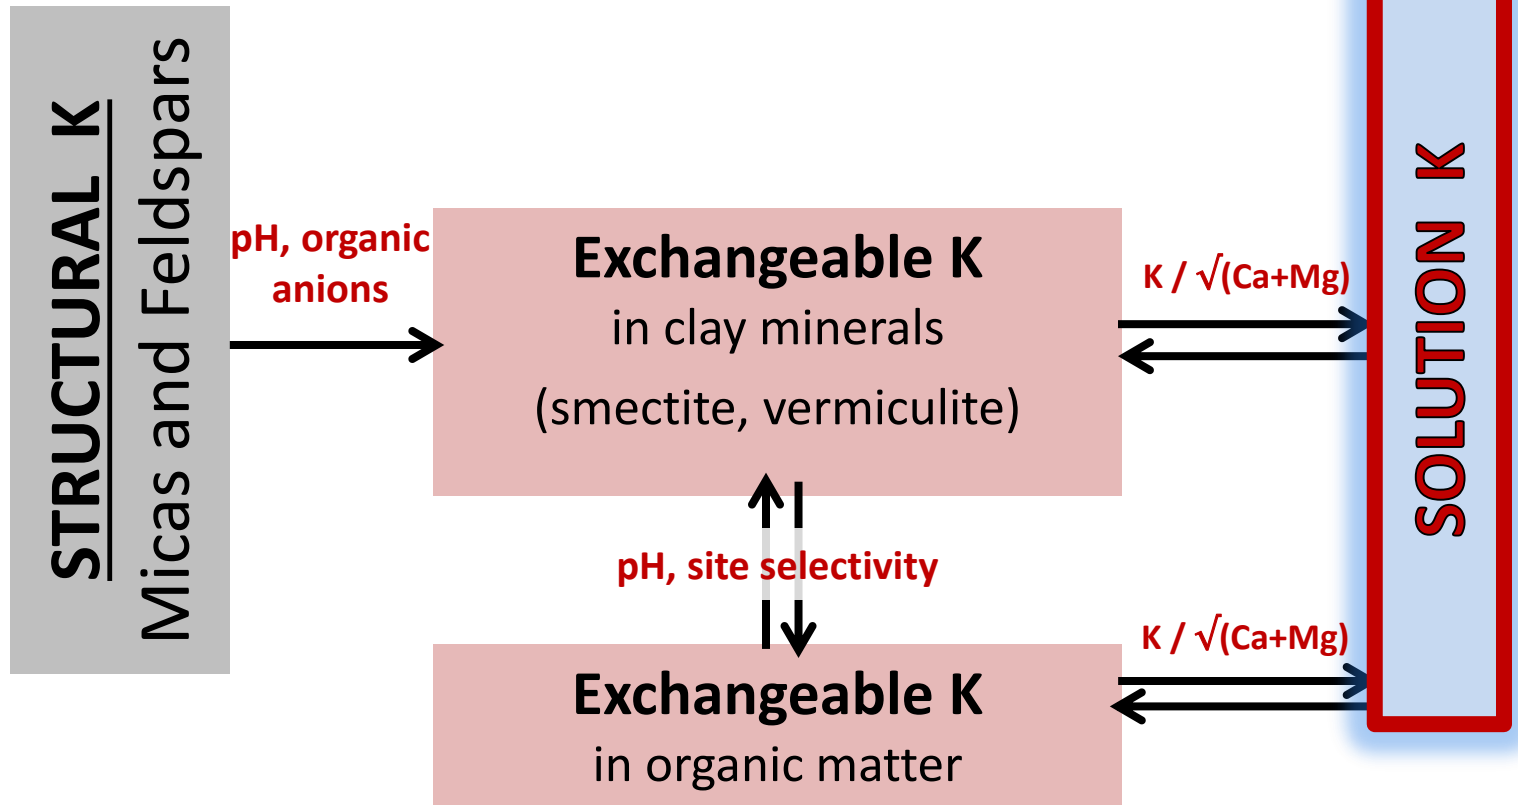 STRUCTURAL K
Micas and Feldspars
pH, organic
anions
Exchangeable K
in clay minerals
(smectite, vermiculite)
K / √(Ca+Mg)
SOLUTION K
pH, site selectivity
Exchangeable K
in organic matter
K / √(Ca+Mg)